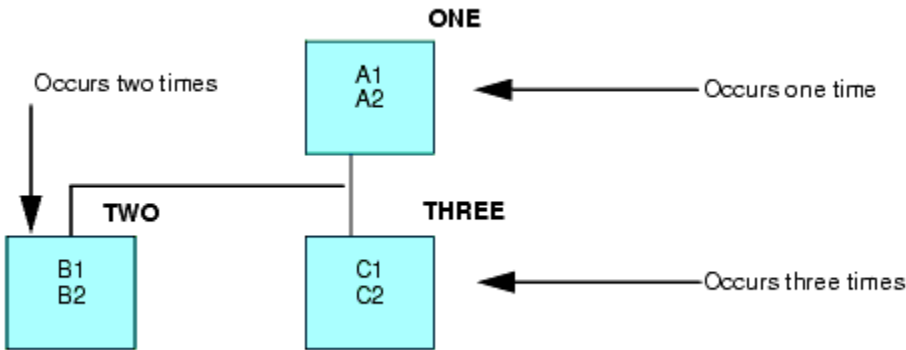 ONE
Occurs two times
A1
A2
Occurs one time
TWO
THREE
B1
B2
C1
C2
Occurs three times